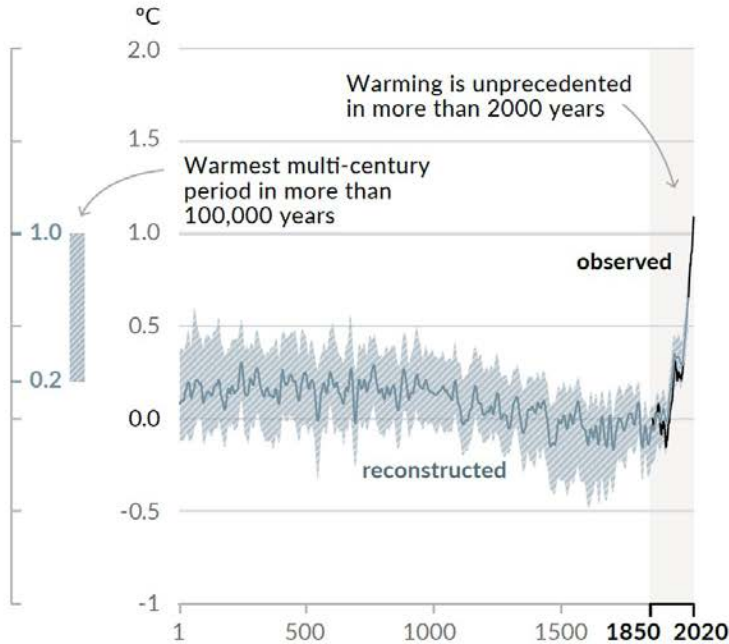 ºC
2.0
Warming is unprecedented
in more than 2000 years
1.5
Warmest multi-century
period in more than
100,000 years
1.0
1.0
observed
0.5
0.2
0.0
reconstructed
-0.5
-1
1 500 1000 1500 1850 2020